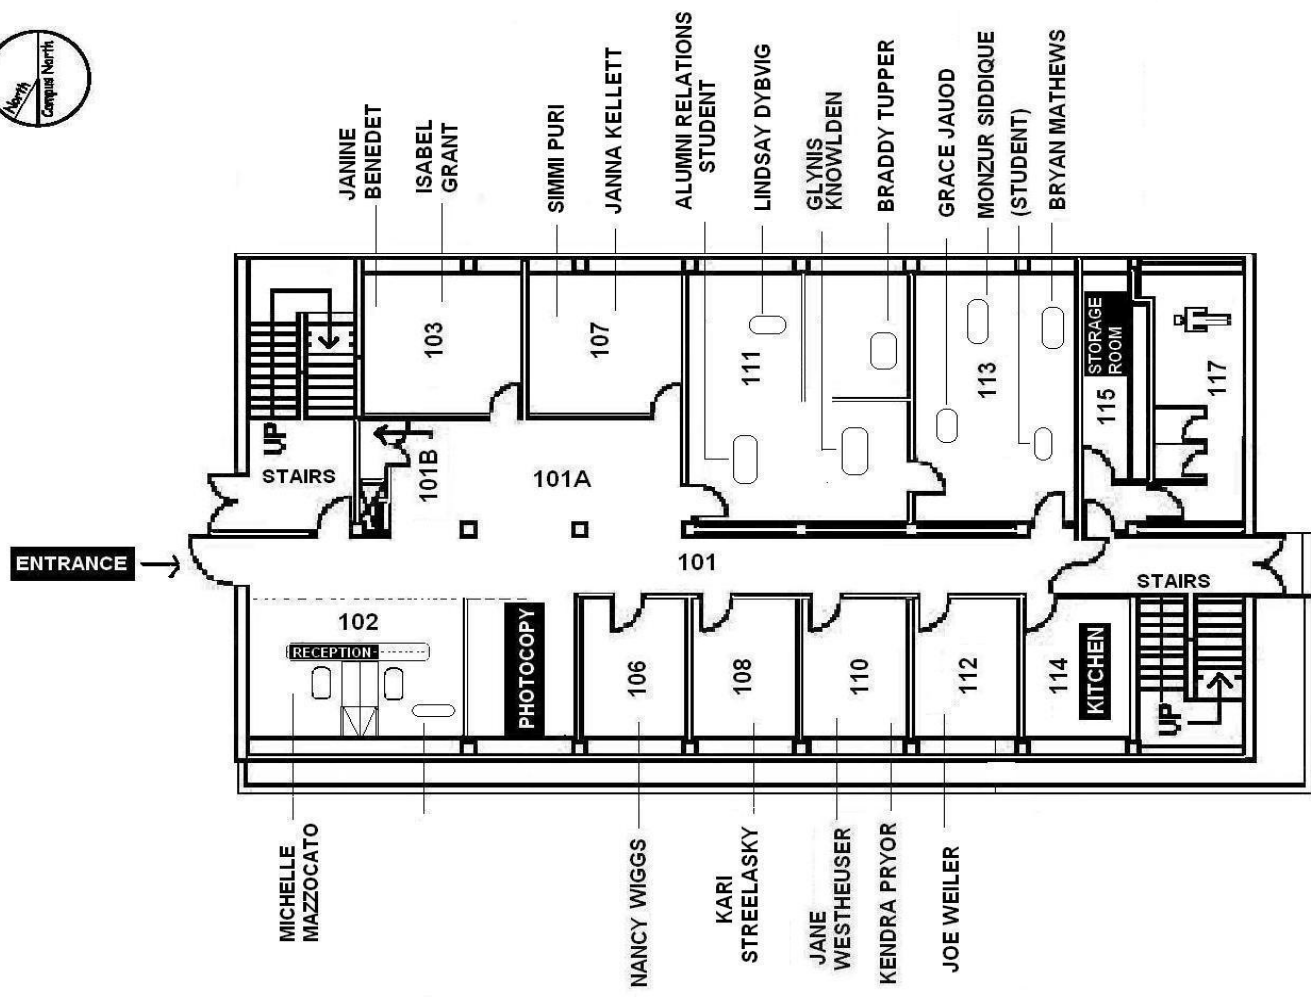 North
Campus North
JANINE
BENEDET
ISABEL
GRANT
SIMMI PURI
JANNA KELLETT
ALUMNI RELATIONS
STUDENT
LINDSAY DYBVIG
GLYNIS
KNOWLDEN
BRADDY TUPPER
GRACE JAUOD
MONZUR SIDDIQUE
(STUDENT)
BRYAN MATHEWS
103
107
111
113
STORAGE
ROOM
115
117
UP
STAIRS
101B
101A
ENTRANCE
101
STAIRS
102
RECEPTION
PHOTOCOPY
106
108
110
112
114
KITCHEN
UP
MICHELLE
MAZZOCATO
NANCY WIGGS
KARI
STREELASKY
JANE
WESTHEUSER
KENDRA PRYOR
JOE WEILER